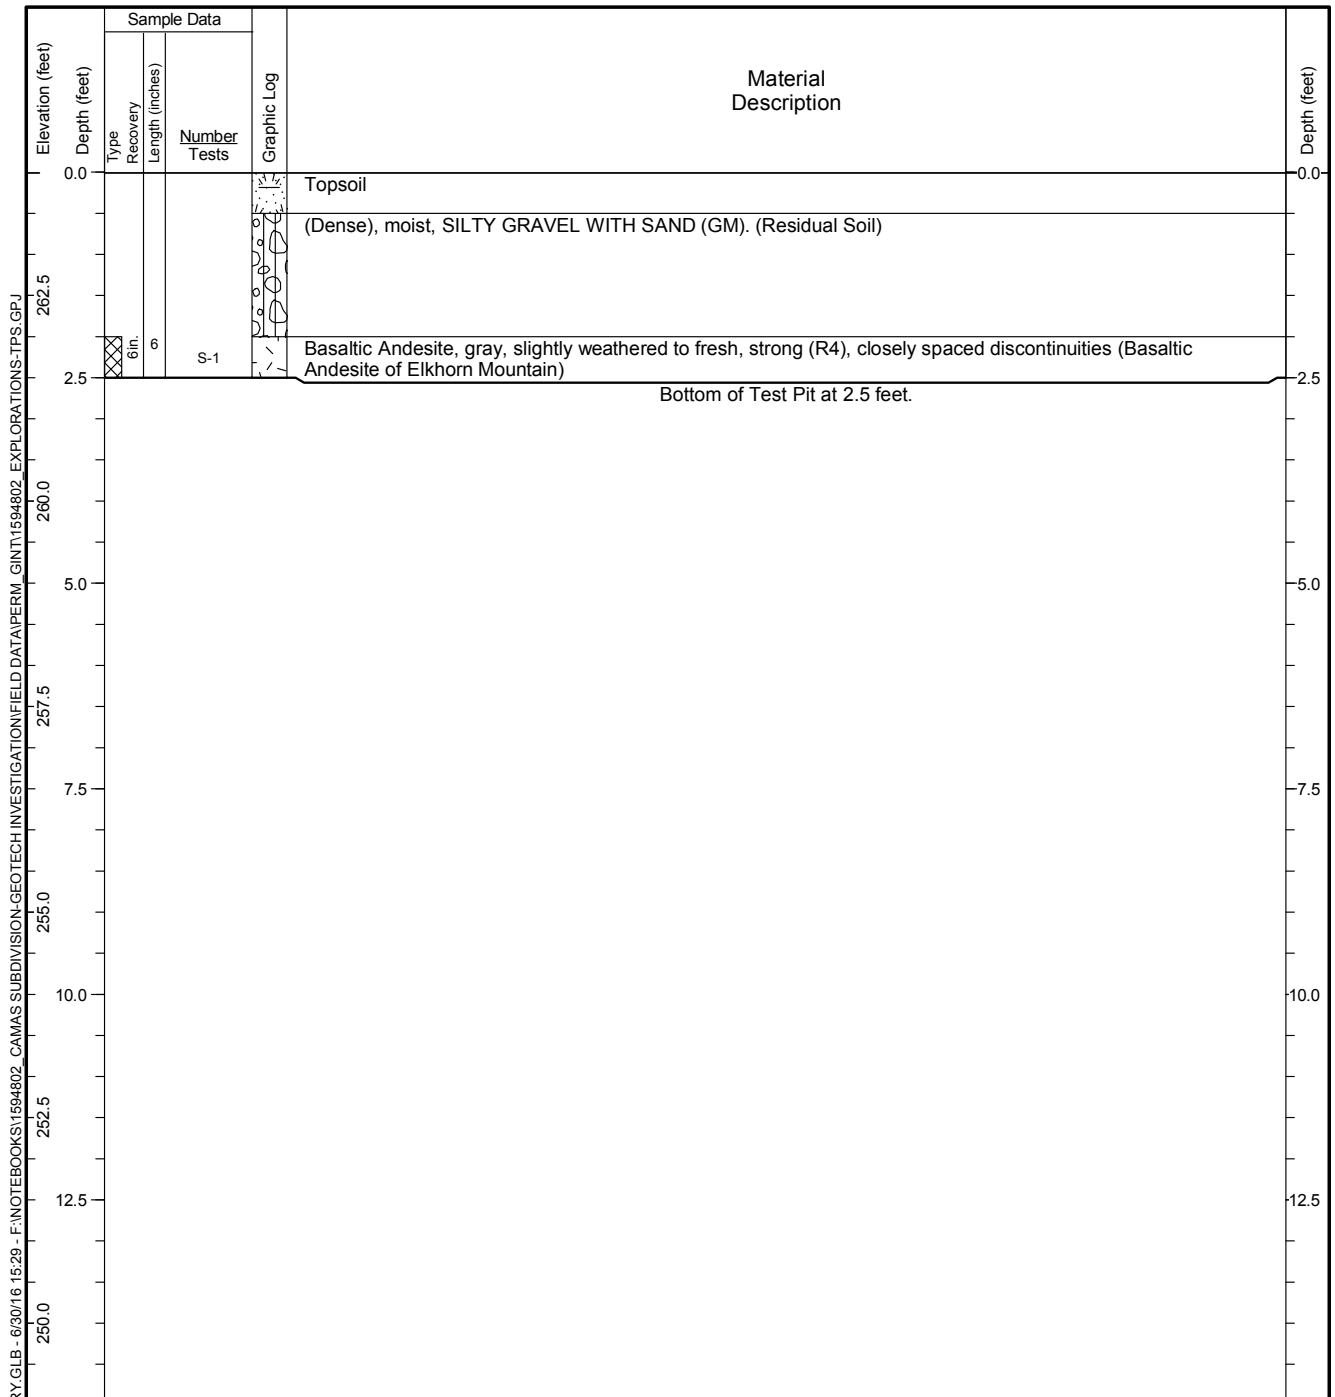 Sample Data
Elevation (feet)
Depth (feet)
Type
Recovery
Length (inches)
Number
Tests
Graphic Log
Material
Description
Depth (feet)
0.0
0.0
Topsoil
(Dense), moist, SILTY GRAVEL WITH SAND (GM). (Residual Soil)
262.5
6in.
6
S-1
Basaltic Andesite, gray, slightly weathered to fresh, strong (R4), closely spaced discontinuities (Basaltic
Andesite of Elkhorn Mountain)
2.5
2.5
Bottom of Test Pit at 2.5 feet.
260.0
5.0
5.0
257.5
7.5
7.5
255.0
10.0
10.0
252.5
12.5
12.5
250.0
RY.GLB - 6/30/16 15:29 - F:\NOTEBOOKS\1594802_CAMAS SUBDIVISION-GEOTECH INVESTIGATION\FIELD DATA\PERM_GINT\1594802_EXPLORATIONS-TPS.GPJ